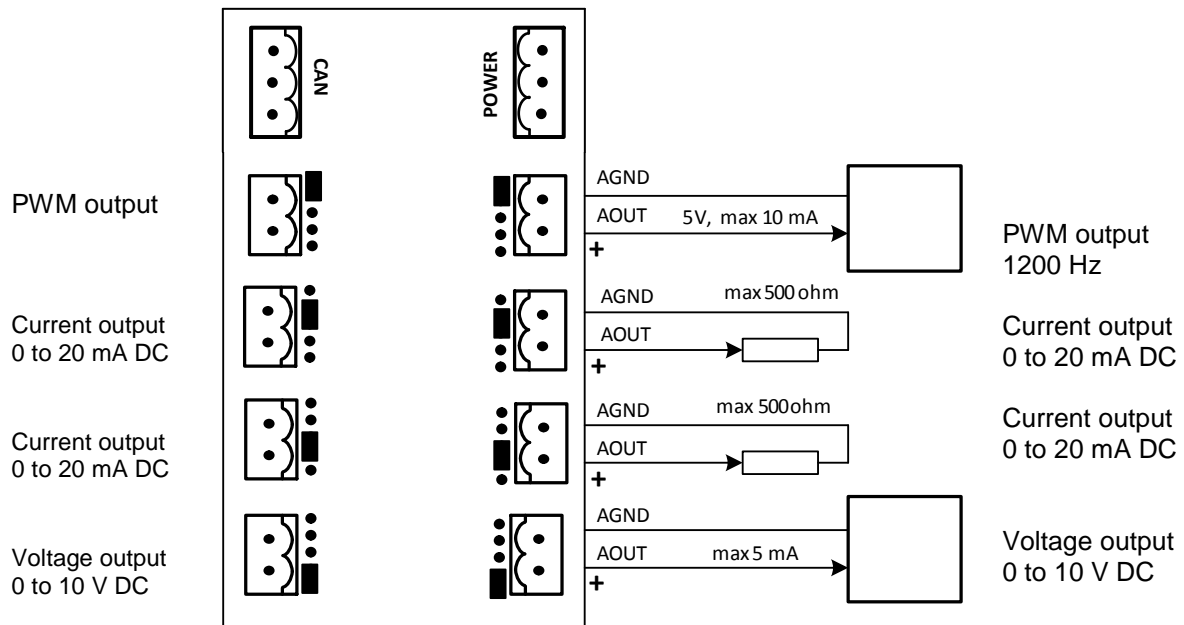 CAN
POWER
PWM output
AGND
AOUT
5V, max 10 mA
+
PWM output
1200 Hz
Current output
0 to 20 mA DC
AGND
max 500 ohm
AOUT
+
Current output
0 to 20 mA DC
Current output
0 to 20 mA DC
AGND
max 500 ohm
AOUT
+
Current output
0 to 20 mA DC
Voltage output
0 to 10 V DC
AGND
AOUT
max 5 mA
+
Voltage output
0 to 10 V DC